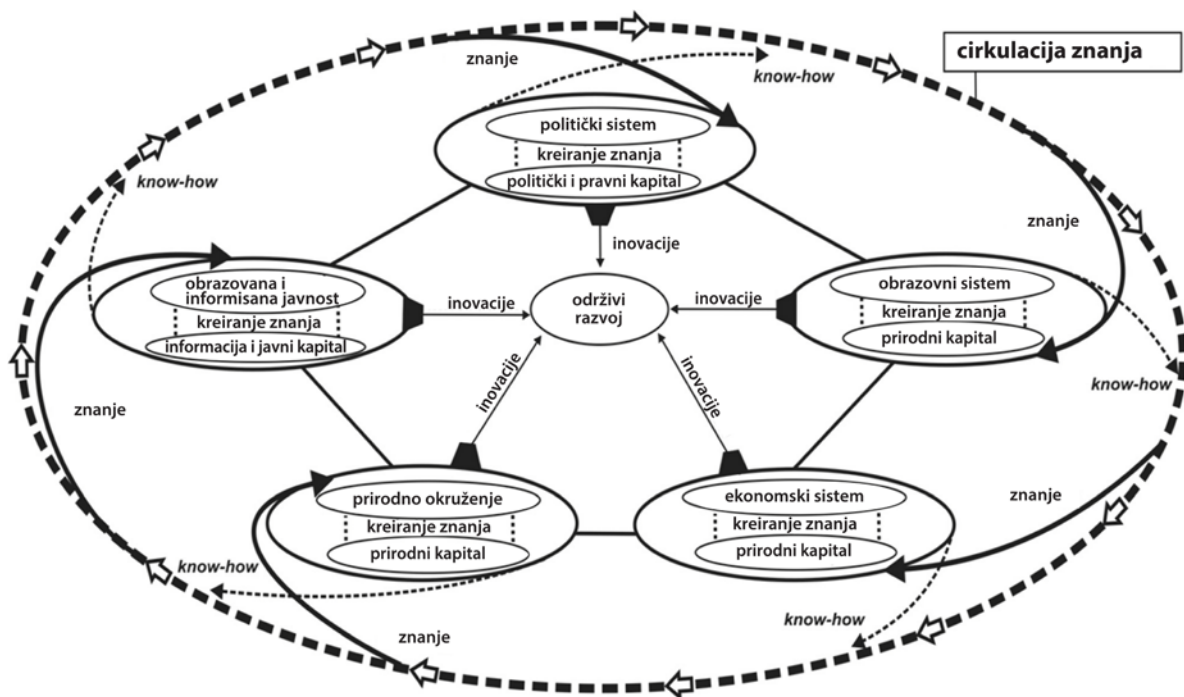 cirkulacija znanja
znanje
know-how
politički sistem
kreiranje znanja
politički i pravni kapital
know-how
inovacije
znanje
obrazovana i
informisana javnost
kreiranje znanja
informacija i javni kapital
inovacije
održivi
razvoj
inovacije
obrazovni sistem
kreiranje znanja
prirodni kapital
know-how
znanje
inovacije
inovacije
znanje
prirodno okruženje
kreiranje znanja
prirodni kapital
ekonomski sistem
kreiranje znanja
prirodni kapital
know-how
know-how
znanje